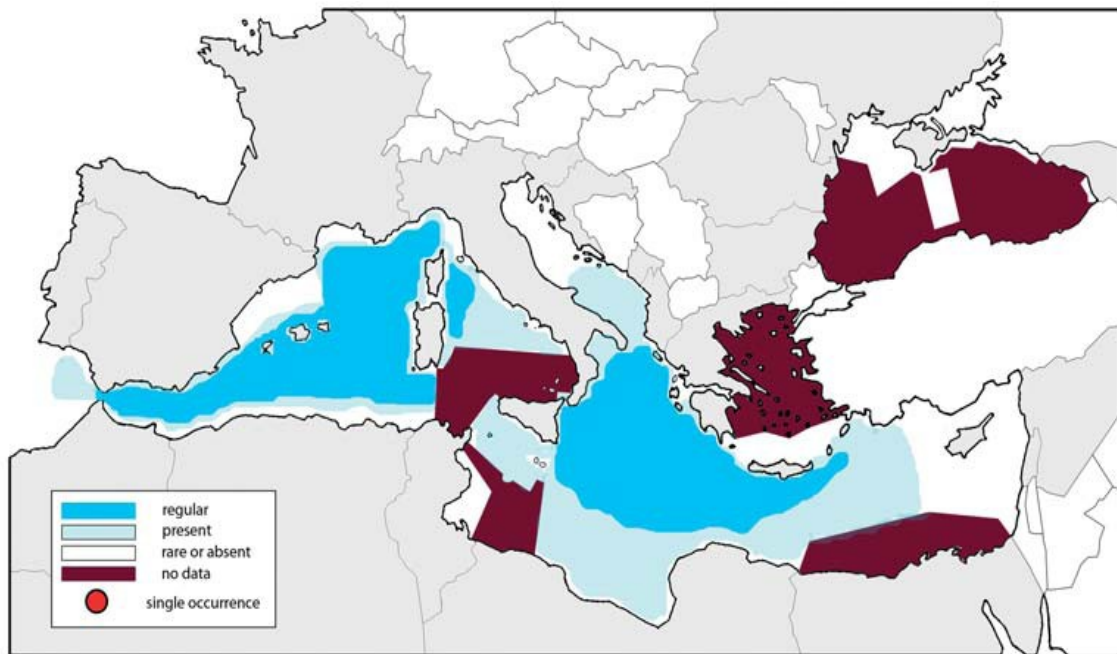 regular
present
rare or absent
no data
single occurrence